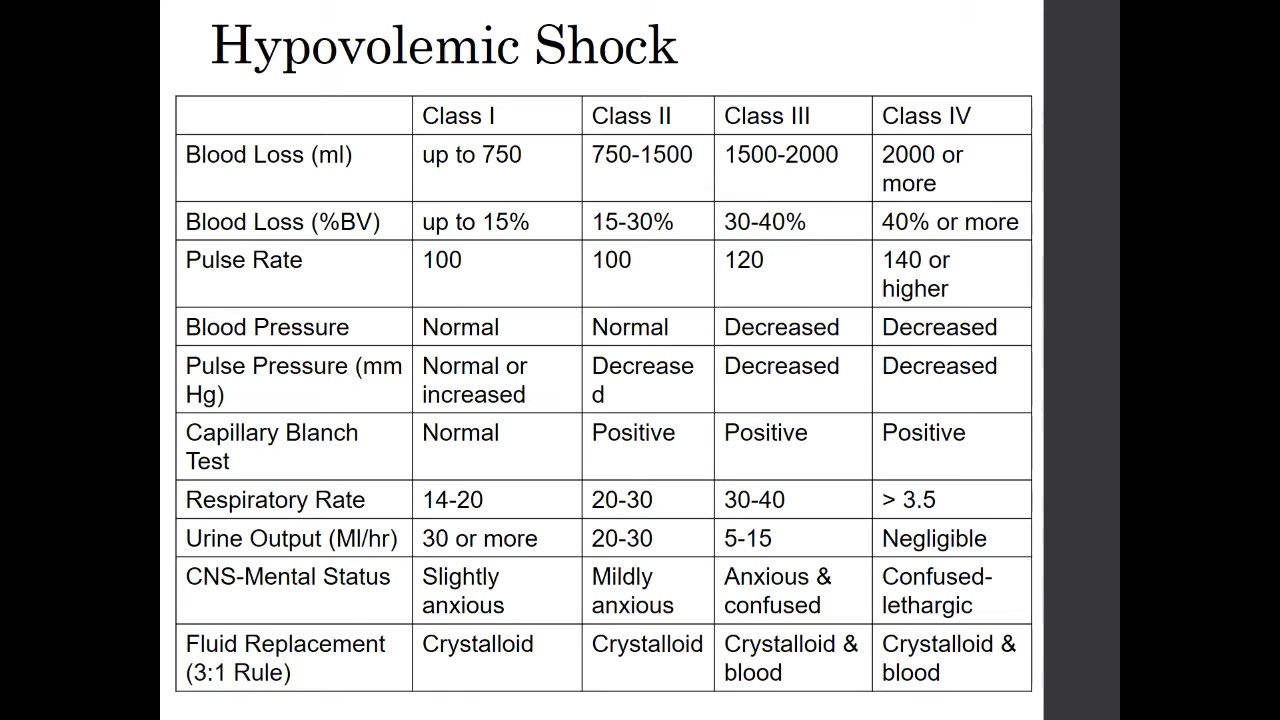 Hypovolemic Shock
Class I Class II Class III Class IV
Blood Loss (ml) up to 750 750-1500 1500-2000 2000 or
more
Blood Loss (%BV) up to 15% 15-30% 30-40% 40% or more
Pulse Rate 100 100 120 140 or
higher
Blood Pressure Normal Normal Decreased Decreased
Pulse Pressure (mm Normal or Decrease Decreased Decreased
Hg) increased d
Capillary Blanch Normal Positive Positive Positive
Test
Respiratory Rate 14-20 20-30 30-40 > 3.5
Urine Output (Ml/hr) 30 or more 20-30 5-15 Negligible
CNS-Mental Status Slightly Mildly Anxious & Confused-
anxious anxious confused lethargic
Fluid Replacement Crystalloid Crystalloid Crystalloid & Crystalloid &
(3:1 Rule) blood blood